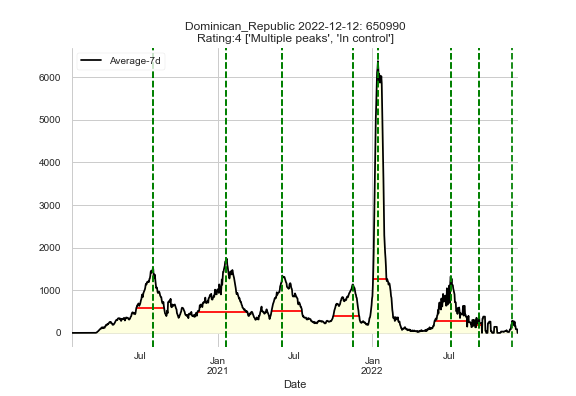 Dominican_Republic 2022-12-12: 650990
Rating:4 ['Multiple peaks', 'In control']
Average-7d
6000
5000
4000
3000
2000
1000
0
Jul
Jan
2021
Jul
Jan
2022
Jul
Date